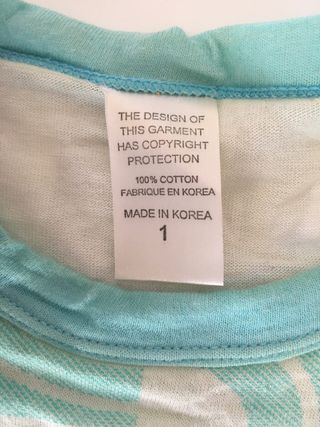 THE DESIGN OF
THIS GARMENT
HAS COPYRIGHT
PROTECTION
100% COTTON
FABRIQUE EN KOREA
MADE IN KOREA
1